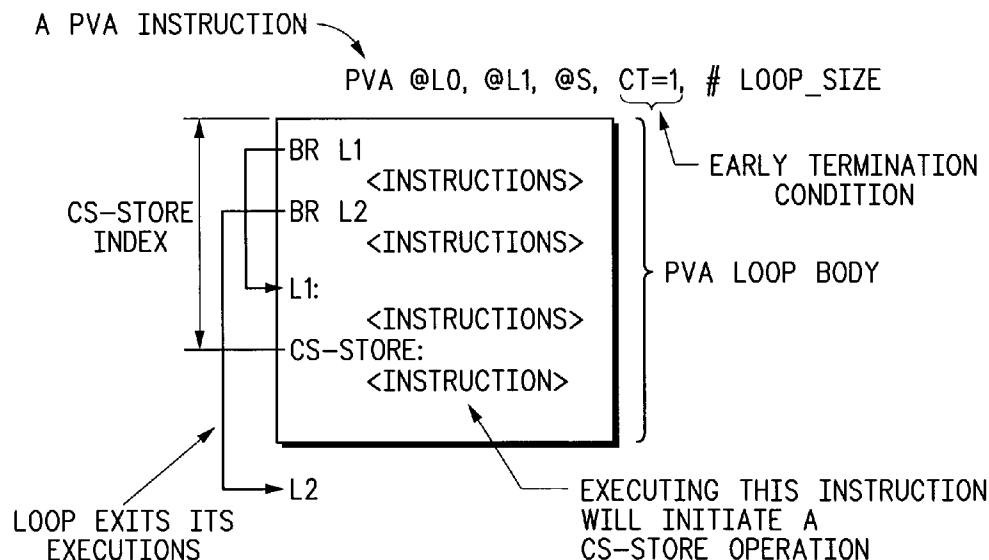 A PVA INSTRUCTION
PVA @L0, @L1, @S, CT=1, # LOOP_SIZE
EARLY TERMINATION
CONDITION
BR L1
<INSTRUCTIONS>
CS-STORE
INDEX
BR L2
<INSTRUCTIONS>
PVA LOOP BODY
L1:
<INSTRUCTIONS>
CS-STORE:
<INSTRUCTION>
L2
LOOP EXITS ITS
EXECUTIONS
EXECUTING THIS INSTRUCTION
WILL INITIATE A
CS-STORE OPERATION